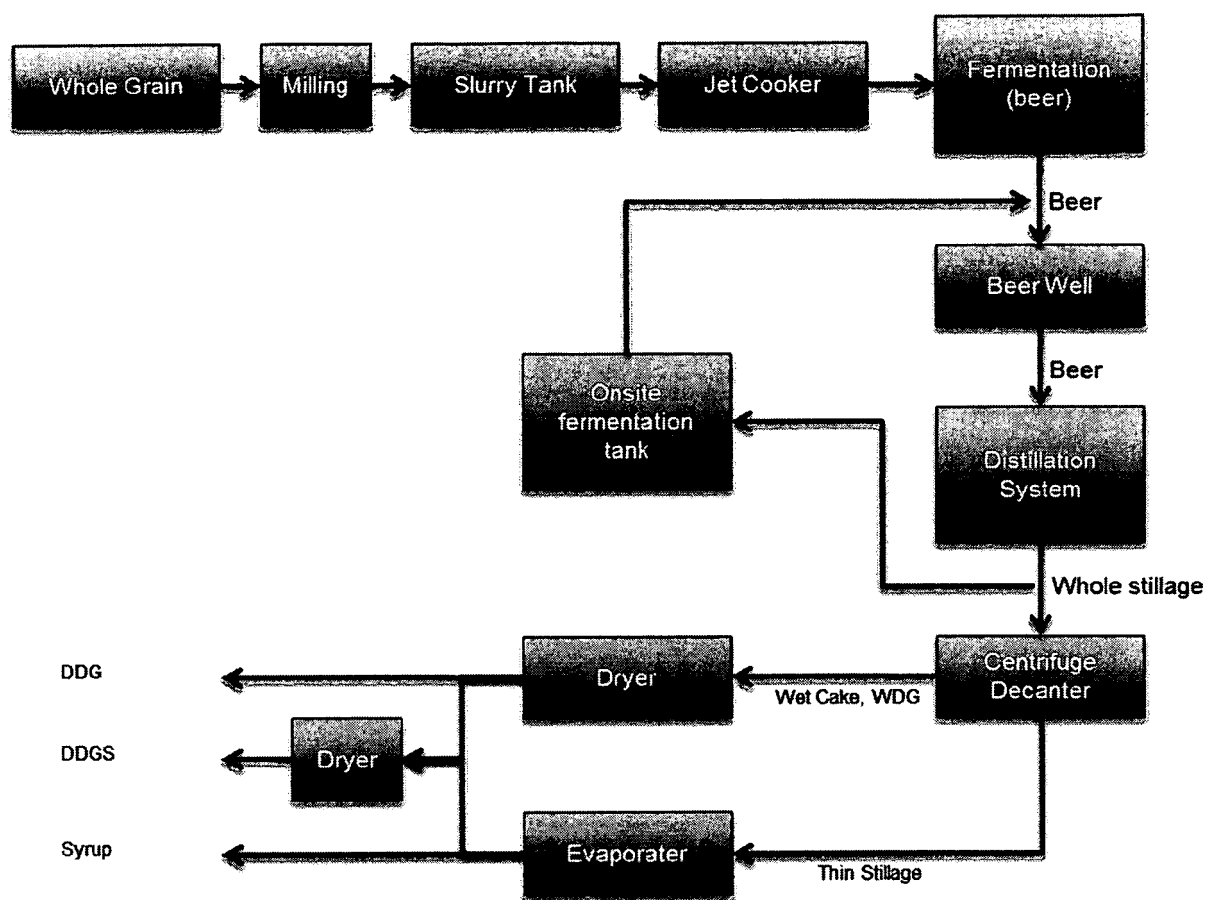 Whole Grain
Milling
Slurry Tank
Jet Cooker
Fermentation
(beer)
Beer
Beer Well
Beer
Onsite
fermentation
tank
Distillation
System
Whole stillage
Centrifuge
Decanter
Wet Cake, WDG
Dryer
DDG
DDGS
Dryer
Syrup
Evaporater
Thin Stillage